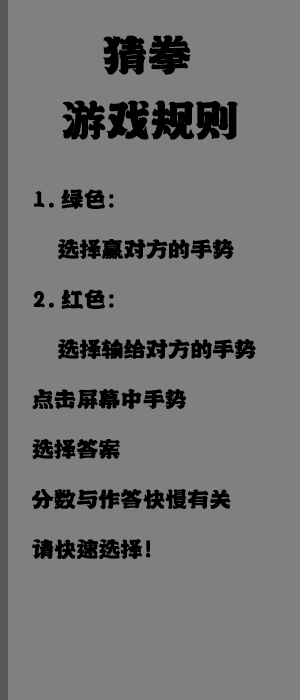 猜拳
游戏规则
1. 绿色：
选择赢对方的手势
2. 红色：
选择输给对方的手势
点击屏幕中手势
选择答案
分数与作答快慢有关
请快速选择！